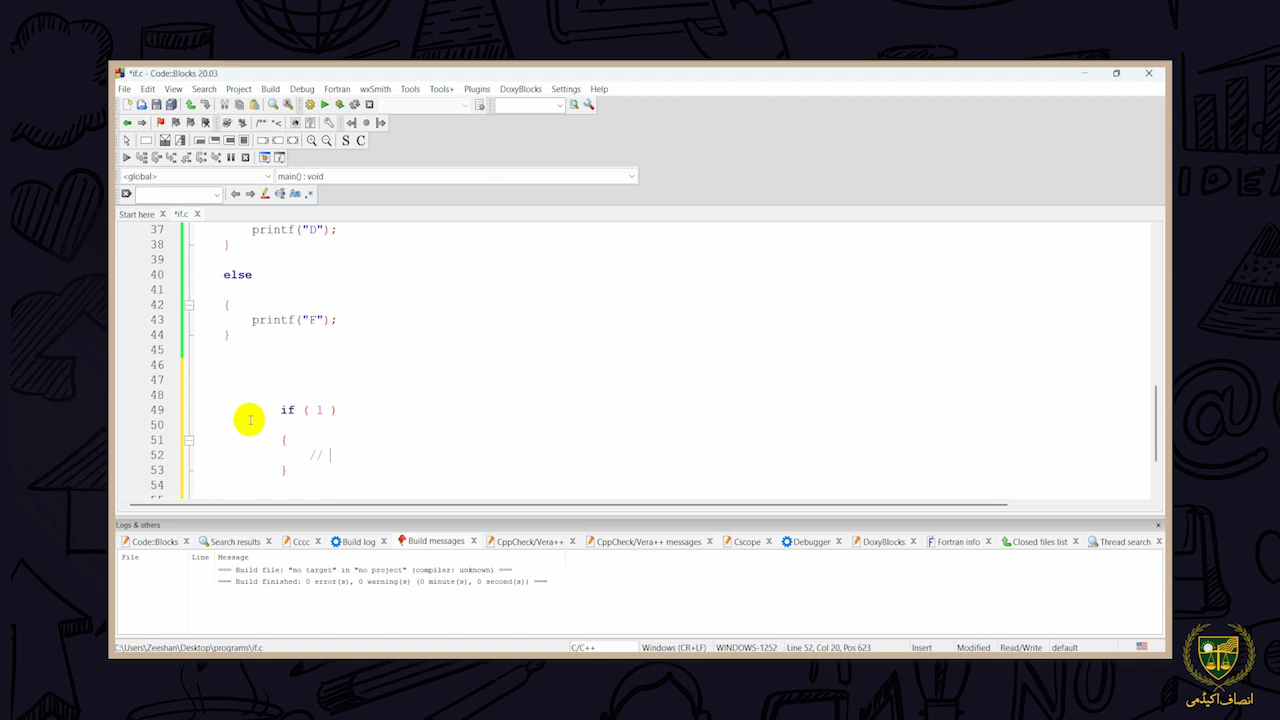 *if.c - Code::Blocks 20.03
File Edit View Search Project Build Debug Fortran wxSmith Tools Tools+ Plugins DoxyBlocks Settings Help
S C
<global> main() : void
Start here *if.c
37 printf("D");
38 }
39
40 else
41
42 {
43 printf("F");
44 }
45
46
47
48
49 if ( 1 )
50
51 {
52 //
53 }
54
55
Logs & others
Code::Blocks Search results Cccc Build log Build messages CppCheck/Vera++ CppCheck/Vera++ messages Cscope Debugger DoxyBlocks Fortran info Closed files list Thread search
File Line Message
=== Build file: "no target" in "no project" (compiler: unknown) ===
=== Build finished: 0 error(s), 0 warning(s) (0 minute(s), 0 second(s)) ===
C:\Users\Zeeshan\Desktop\programs\if.c C/C++ Windows (CR+LF) WINDOWS-1252 Line 52, Col 20, Pos 623 Insert Modified Read/Write default
IDEA
انصاف اکیڈمی